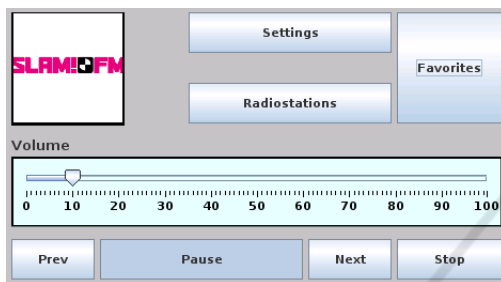 SLAM!FM
Settings
Favorites
Radiostations
Volume
0 10 20 30 40 50 60 70 80 90 100
Prev Pause Next Stop